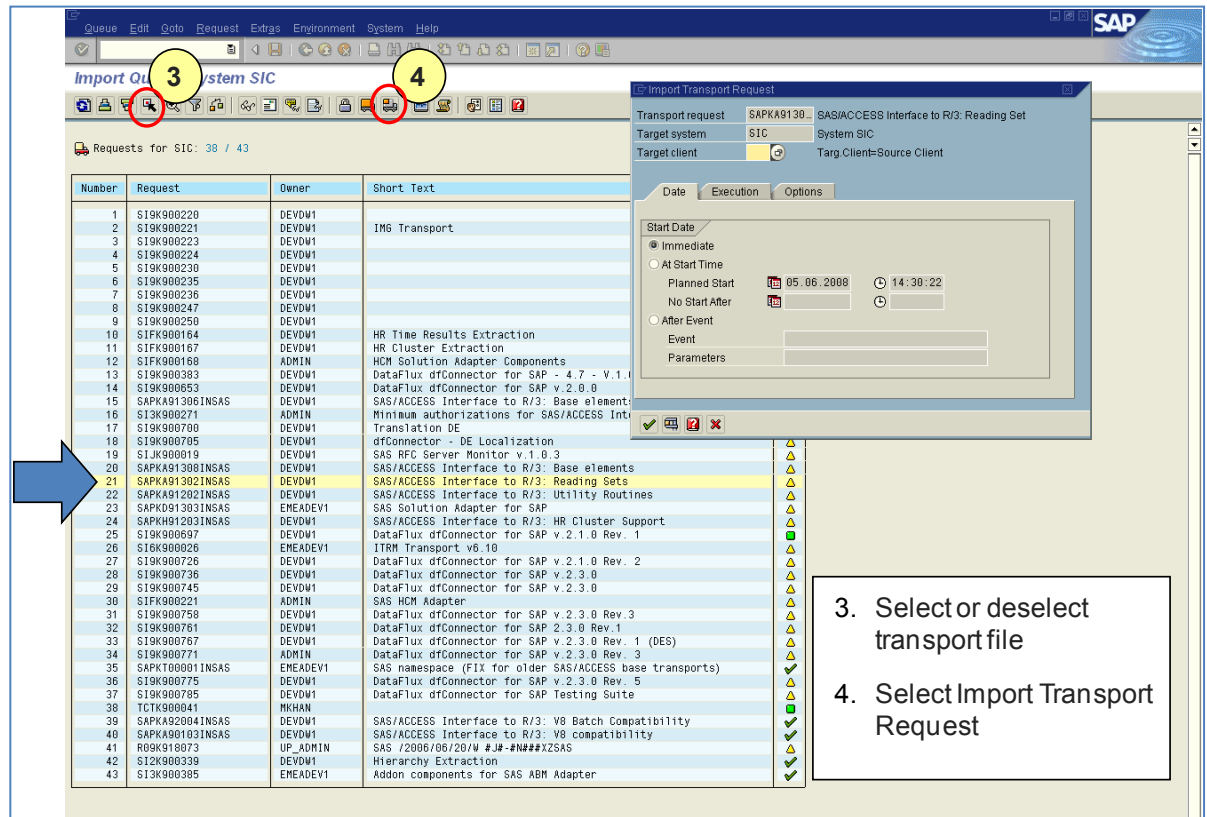 Queue Edit Goto Request Extras Environment System Help
SAP
3
4
Import Qu ystem SIC
Requests for SIC: 38 / 43
Number Request Owner Short Text
1 SI9K900220 DEVDW1
2 SI9K900221 DEVDW1 IMG Transport
3 SI9K900223 DEVDW1
4 SI9K900224 DEVDW1
5 SI9K900230 DEVDW1
6 SI9K900235 DEVDW1
7 SI9K900236 DEVDW1
8 SI9K900247 DEVDW1
9 SI9K900250 DEVDW1
10 SIFK900164 DEVDW1 HR Time Results Extraction
11 SIFK900167 DEVDW1 HR Cluster Extraction
12 SIFK900168 ADMIN HCM Solution Adapter Components
13 SI9K900383 DEVDW1 DataFlux dfConnector for SAP - 4.7 - V.1.
14 SI9K900653 DEVDW1 DataFlux dfConnector for SAP v.2.0.0
15 SAPKA91306INSAS DEVDW1 SAS/ACCESS Interface to R/3: Base element
16 SI3K900271 ADMIN Minimum authorizations for SAS/ACCESS Int
17 SI9K900700 DEVDW1 Translation DE
18 SI9K900705 DEVDW1 dfConnector - DE Localization
19 SIJK900019 DEVDW1 SAS RFC Server Monitor v.1.0.3
20 SAPKA91308INSAS DEVDW1 SAS/ACCESS Interface to R/3: Base elements
21 SAPKA91302INSAS DEVDW1 SAS/ACCESS Interface to R/3: Reading Sets
22 SAPKA91202INSAS DEVDW1 SAS/ACCESS Interface to R/3: Utility Routines
23 SAPKD91303INSAS EMEADEV1 SAS Solution Adapter for SAP
24 SAPKH91203INSAS DEVDW1 SAS/ACCESS Interface to R/3: HR Cluster Support
25 SI9K900697 DEVDW1 DataFlux dfConnector for SAP v.2.1.0 Rev. 1
26 SI6K900026 EMEADEV1 ITRM Transport v6.10
27 SI9K900726 DEVDW1 DataFlux dfConnector for SAP v.2.1.0 Rev. 2
28 SI9K900736 DEVDW1 DataFlux dfConnector for SAP v.2.3.0
29 SI9K900745 DEVDW1 DataFlux dfConnector for SAP v.2.3.0
30 SIFK900221 ADMIN SAS HCM Adapter
31 SI9K900750 DEVDW1 DataFlux dfConnector for SAP v.2.3.0 Rev.3
32 SI9K900761 DEVDW1 DataFlux dfConnector for SAP 2.3.0 Rev.1
33 SI9K900767 DEVDW1 DataFlux dfConnector for SAP v.2.3.0 Rev. 1 (DES)
34 SI9K900771 ADMIN DataFlux dfConnector for SAP v.2.3.0 Rev. 3
35 SAPKT00001INSAS EMEADEV1 SAS namespace (FIX for older SAS/ACCESS base transports)
36 SI9K900775 DEVDW1 DataFlux dfConnector for SAP v.2.3.0 Rev. 5
37 SI9K900785 DEVDW1 DataFlux dfConnector for SAP Testing Suite
38 TCTK900041 MKHAN
39 SAPKA92004INSAS DEVDW1 SAS/ACCESS Interface to R/3: V8 Batch Compatibility
40 SAPKA90103INSAS DEVDW1 SAS/ACCESS Interface to R/3: V8 compatibility
41 R09K918073 UP_ADMIN SAS /2006/06/20/W #J#-#N###XZSAS
42 SI2K900339 DEVDW1 Hierarchy Extraction
43 SI3K900385 EMEADEV1 Addon components for SAS ABM Adapter
Import Transport Request
Transport request SAPKA9130… SAS/ACCESS Interface to R/3: Reading Set
Target system SIC System SIC
Target client Targ.Client=Source Client
Date Execution Options
Start Date
Immediate
At Start Time
Planned Start 05.06.2008 14:30:22
No Start After
After Event
Event
Parameters
3. Select or deselect
transport file
4. Select Import Transport
Request